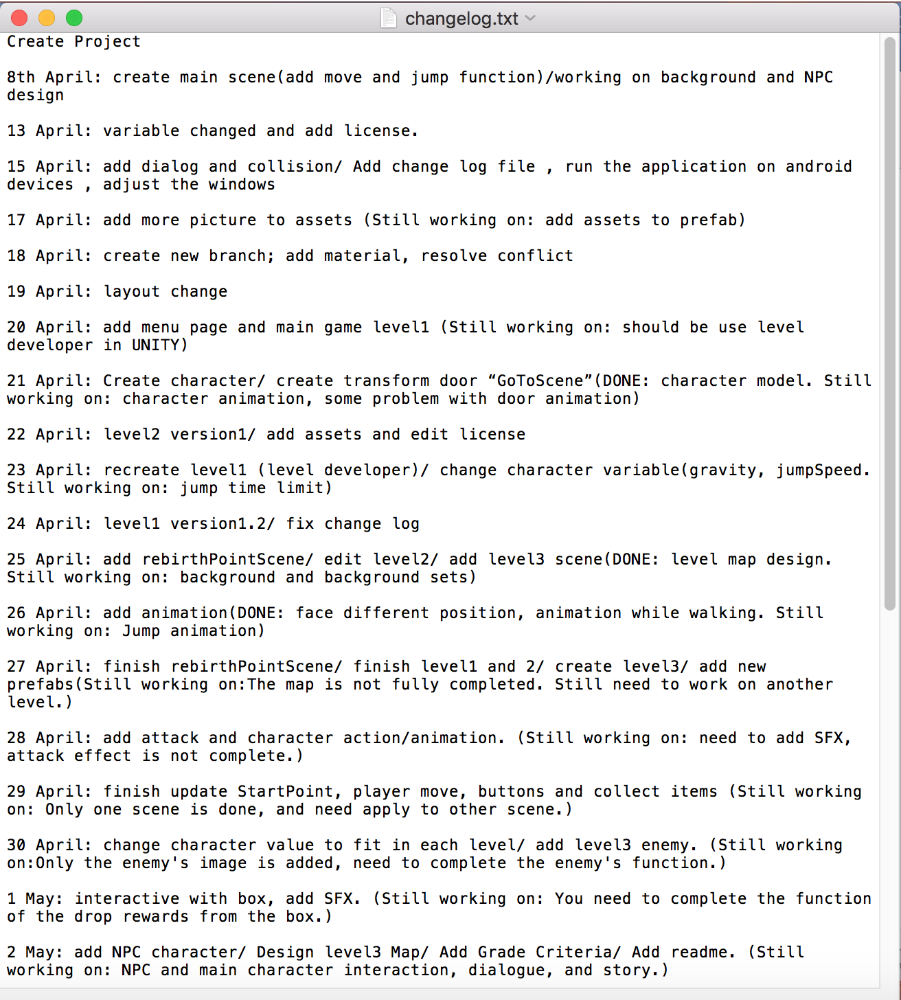 changelog.txt
Create Project
8th April: create main scene(add move and jump function)/working on background and NPC
design
13 April: variable changed and add license.
15 April: add dialog and collision/ Add change log file , run the application on android
devices , adjust the windows
17 April: add more picture to assets (Still working on: add assets to prefab)
18 April: create new branch; add material, resolve conflict
19 April: layout change
20 April: add menu page and main game level1 (Still working on: should be use level
developer in UNITY)
21 April: Create character/ create transform door “GoToScene”(DONE: character model. Still
working on: character animation, some problem with door animation)
22 April: level2 version1/ add assets and edit license
23 April: recreate level1 (level developer)/ change character variable(gravity, jumpSpeed.
Still working on: jump time limit)
24 April: level1 version1.2/ fix change log
25 April: add rebirthPointScene/ edit level2/ add level3 scene(DONE: level map design.
Still working on: background and background sets)
26 April: add animation(DONE: face different position, animation while walking. Still
working on: Jump animation)
27 April: finish rebirthPointScene/ finish level1 and 2/ create level3/ add new
prefabs(Still working on:The map is not fully completed. Still need to work on another
level.)
28 April: add attack and character action/animation. (Still working on: need to add SFX,
attack effect is not complete.)
29 April: finish update StartPoint, player move, buttons and collect items (Still working
on: Only one scene is done, and need apply to other scene.)
30 April: change character value to fit in each level/ add level3 enemy. (Still working
on:Only the enemy's image is added, need to complete the enemy's function.)
1 May: interactive with box, add SFX. (Still working on: You need to complete the function
of the drop rewards from the box.)
2 May: add NPC character/ Design level3 Map/ Add Grade Criteria/ Add readme. (Still
working on: NPC and main character interaction, dialogue, and story.)